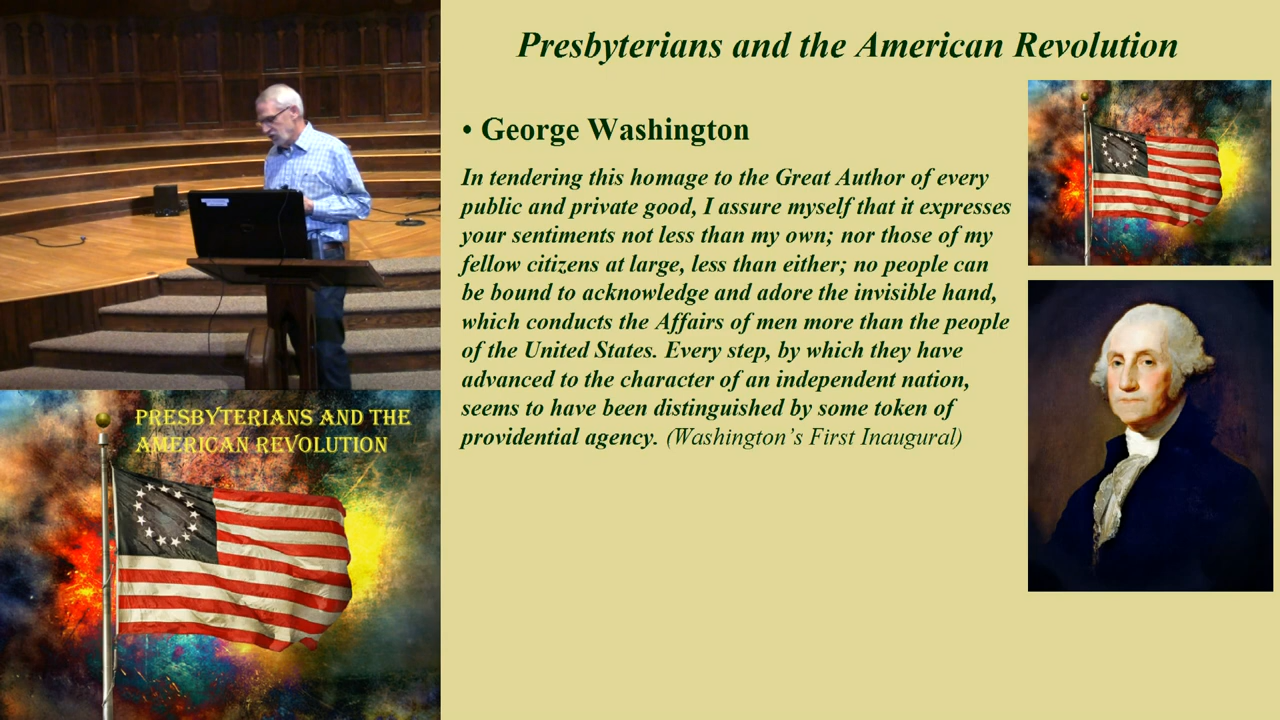 Presbyterians and the American Revolution
• George Washington
In tendering this homage to the Great Author of every
public and private good, I assure myself that it expresses
your sentiments not less than my own; nor those of my
fellow citizens at large, less than either; no people can
be bound to acknowledge and adore the invisible hand,
which conducts the Affairs of men more than the people
of the United States. Every step, by which they have
advanced to the character of an independent nation,
seems to have been distinguished by some token of
providential agency. (Washington's First Inaugural)
PRESBYTERIANS AND THE
AMERICAN REVOLUTION